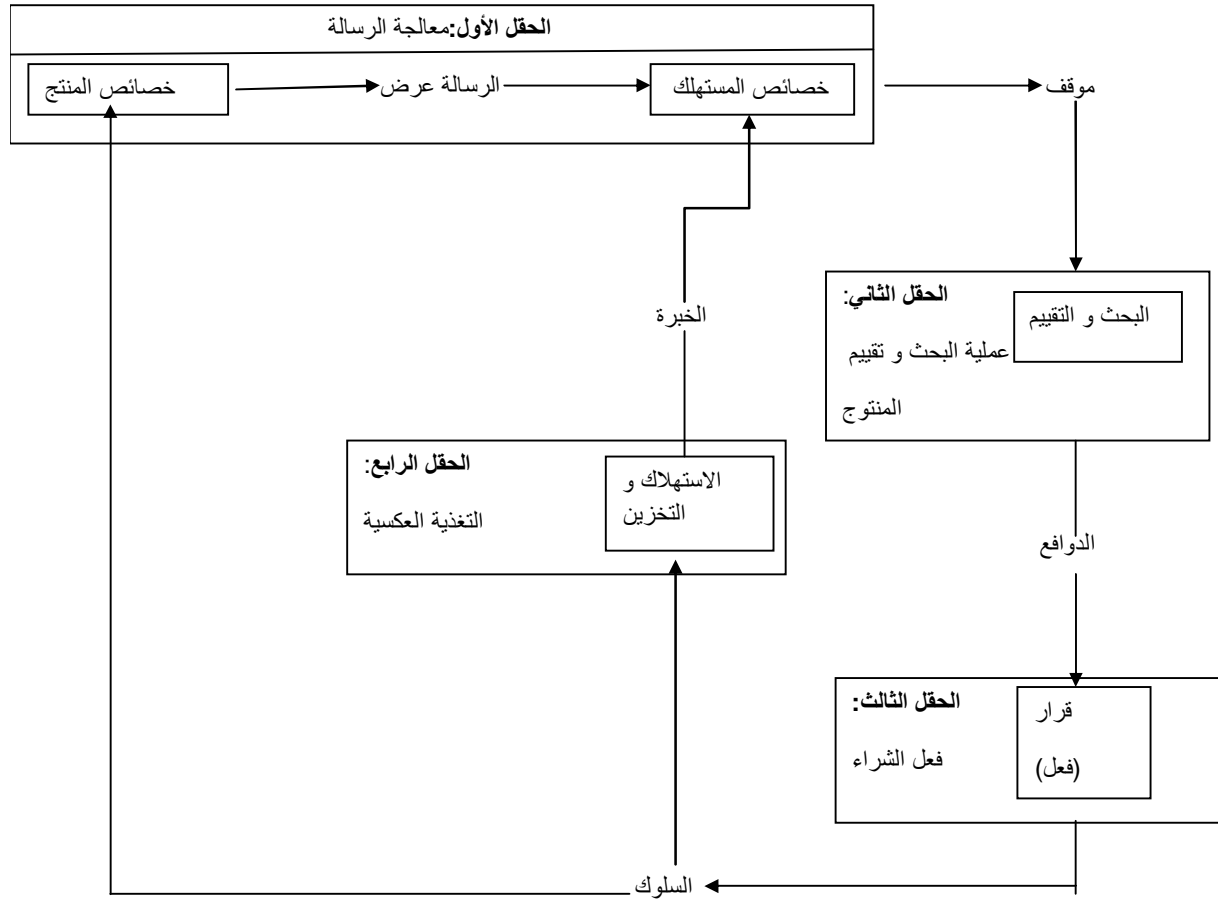 الحقل الأول:معالجة الرسالة
خصائص المنتج
الرسالة عرض
خصائص المستهلك
موقف
الحقل الثاني:
عملية البحث و تقييم
المنتوج
البحث و التقييم
الخبرة
الحقل الرابع:
التغذية العكسية
الاستهلاك و
التخزين
الدوافع
الحقل الثالث:
فعل الشراء
قرار
(فعل)
السلوك